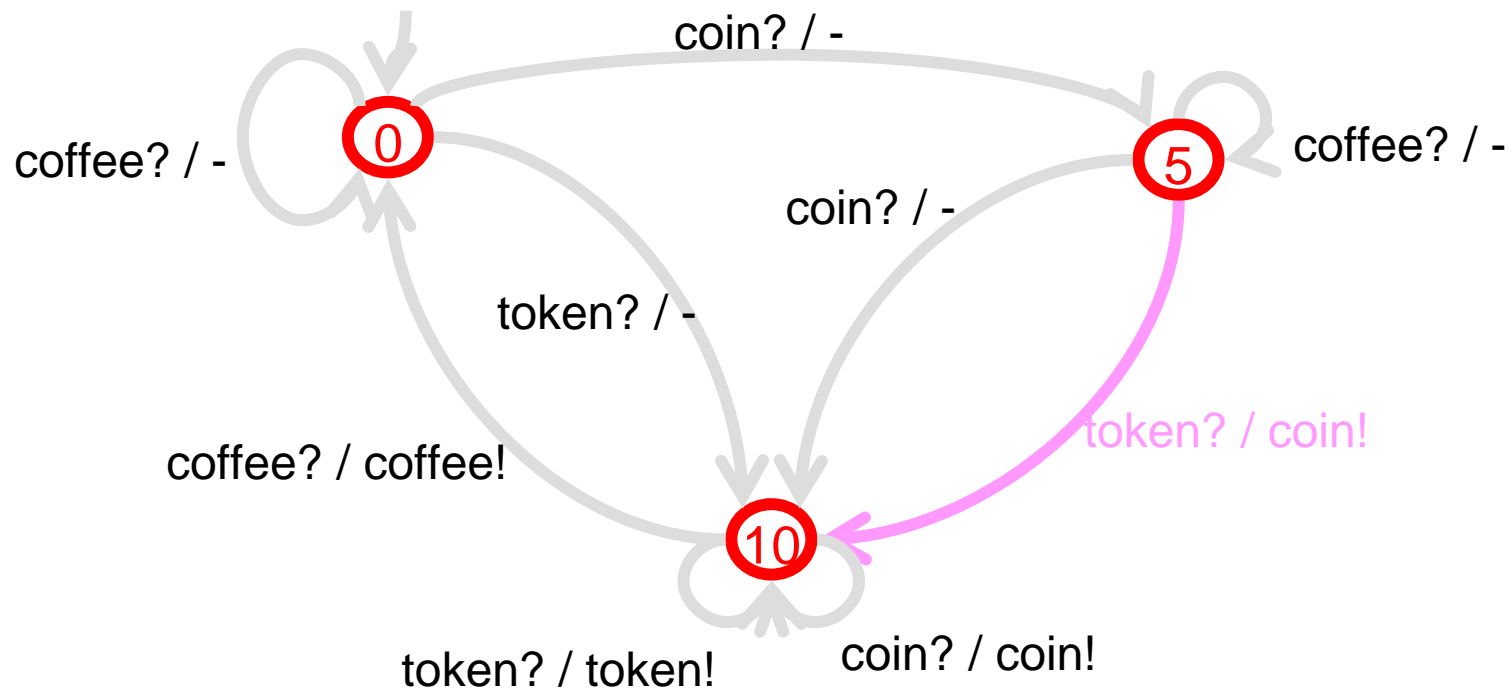 coin? / -
0
coffee? / -
5
coffee? / -
coin? / -
token? / -
token? / coin!
coffee? / coffee!
10
token? / token!
coin? / coin!